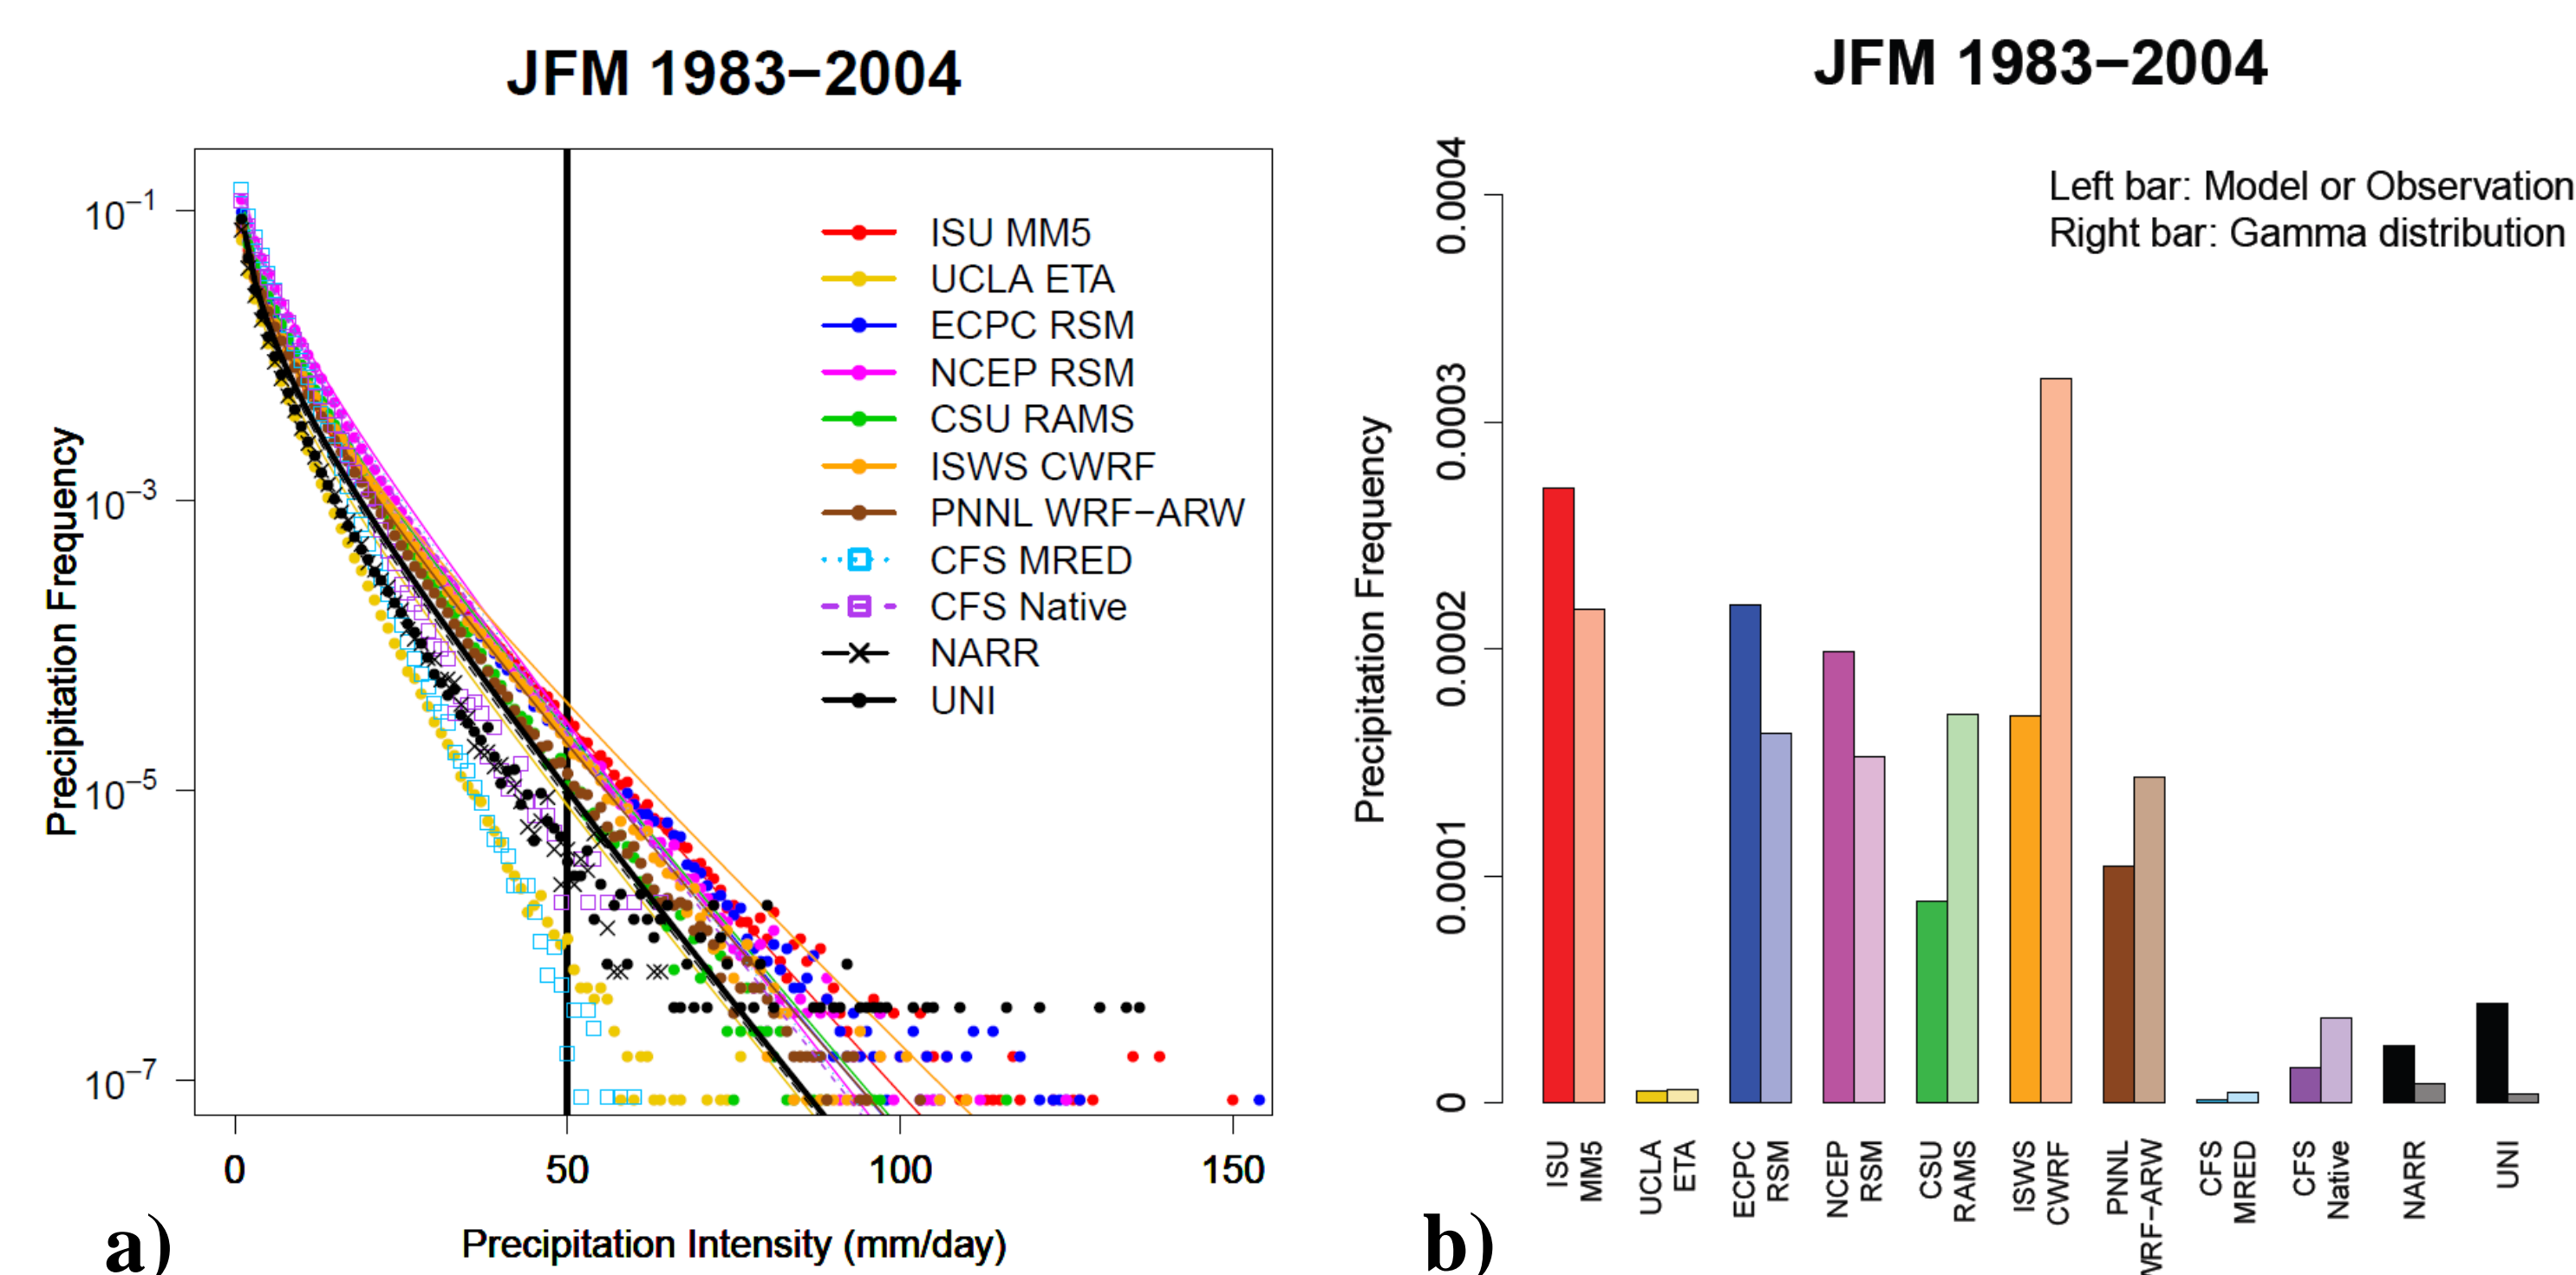 JFM 1983−2004
Precipitation Frequency
10−1
10−3
10−5
10−7
ISU MM5
UCLA ETA
ECPC RSM
NCEP RSM
CSU RAMS
ISWS CWRF
PNNL WRF−ARW
CFS MRED
CFS Native
NARR
UNI
0 50 100 150
Precipitation Intensity (mm/day)
a)
JFM 1983−2004
Left bar: Model or Observation
Right bar: Gamma distribution
Precipitation Frequency
0.0004
0.0003
0.0002
0.0001
0
ISU
MM5
UCLA
ETA
ECPC
RSM
NCEP
RSM
CSU
RAMS
ISWS
CWRF
PNNL
WRF−ARW
CFS
MRED
CFS
Native
NARR
UNI
b)